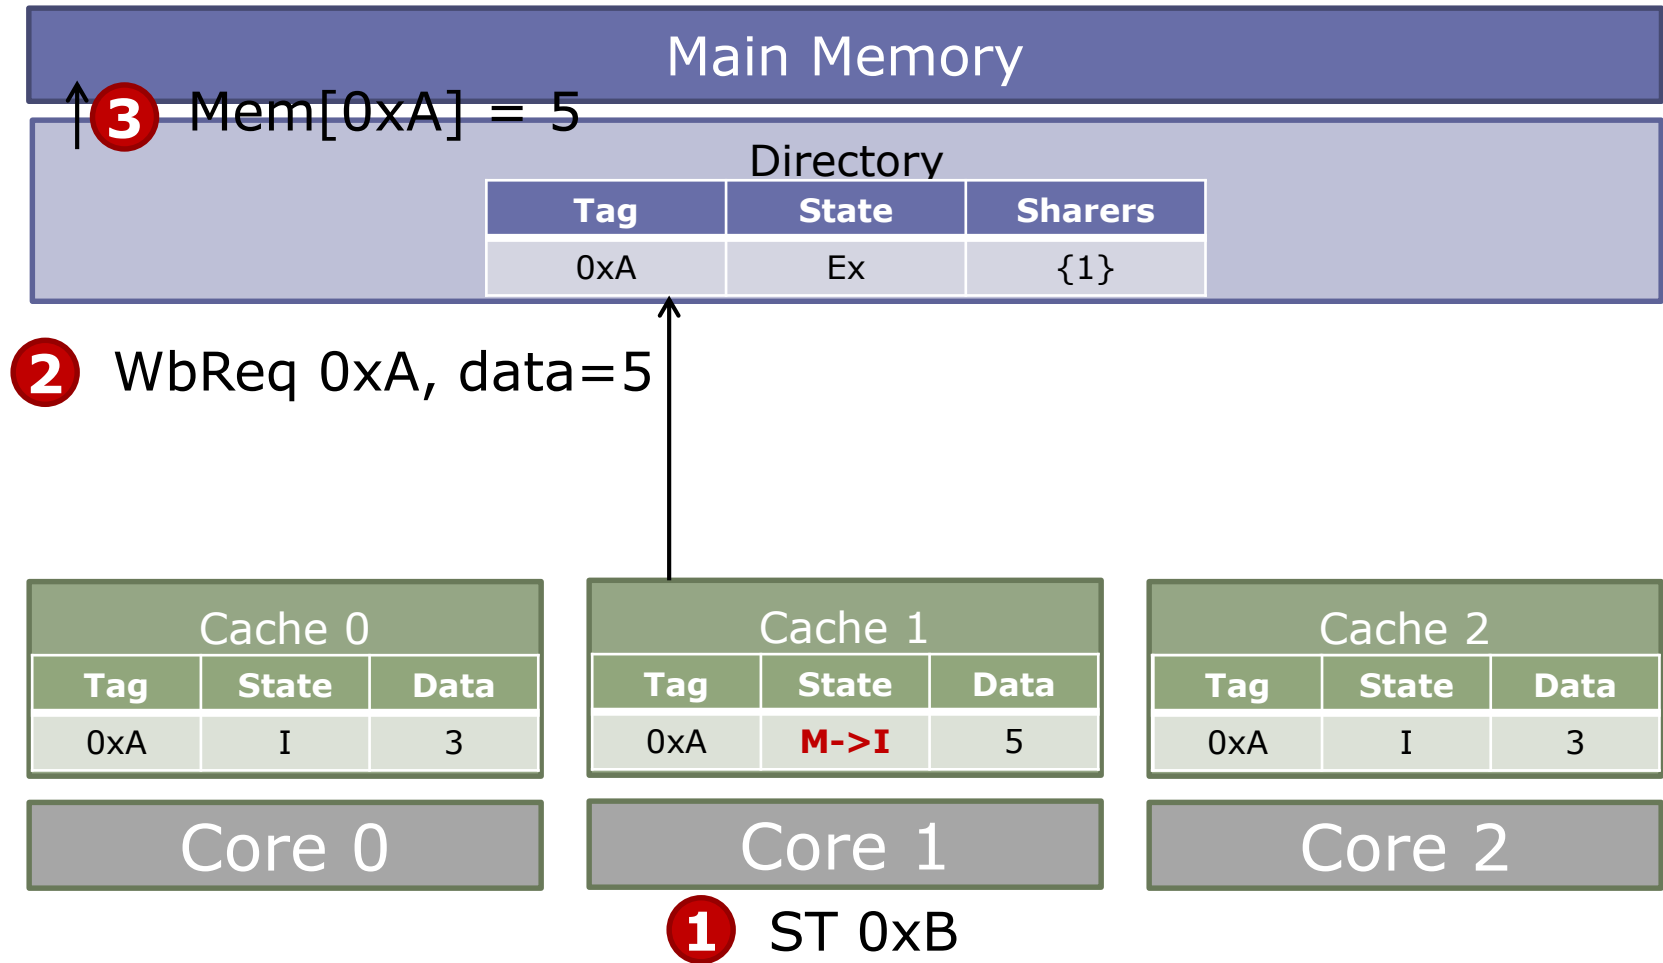 Main Memory
3 Mem[0xA] = 5
Directory
Tag State Sharers
0xA Ex {1}
2 WbReq 0xA, data=5
Cache 0 Cache 1 Cache 2
Tag State Data Tag State Data Tag State Data
0xA I 3 0xA M->I 5 0xA I 3
Core 0 Core 1 Core 2
1 ST 0xB